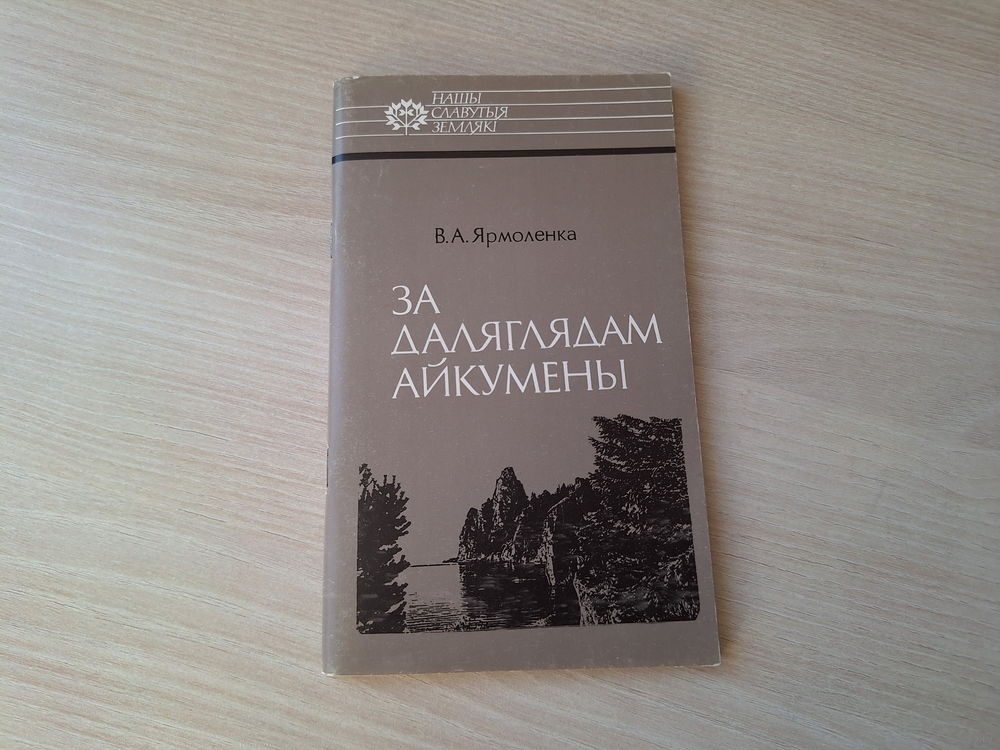 НАШЫ
СЛАВУТЫЯ
ЗЕМЛЯКІ
В. А. Ярмоленка
ЗА
ДАЛЯГЛЯДАМ
АЙКУМЕНЫ